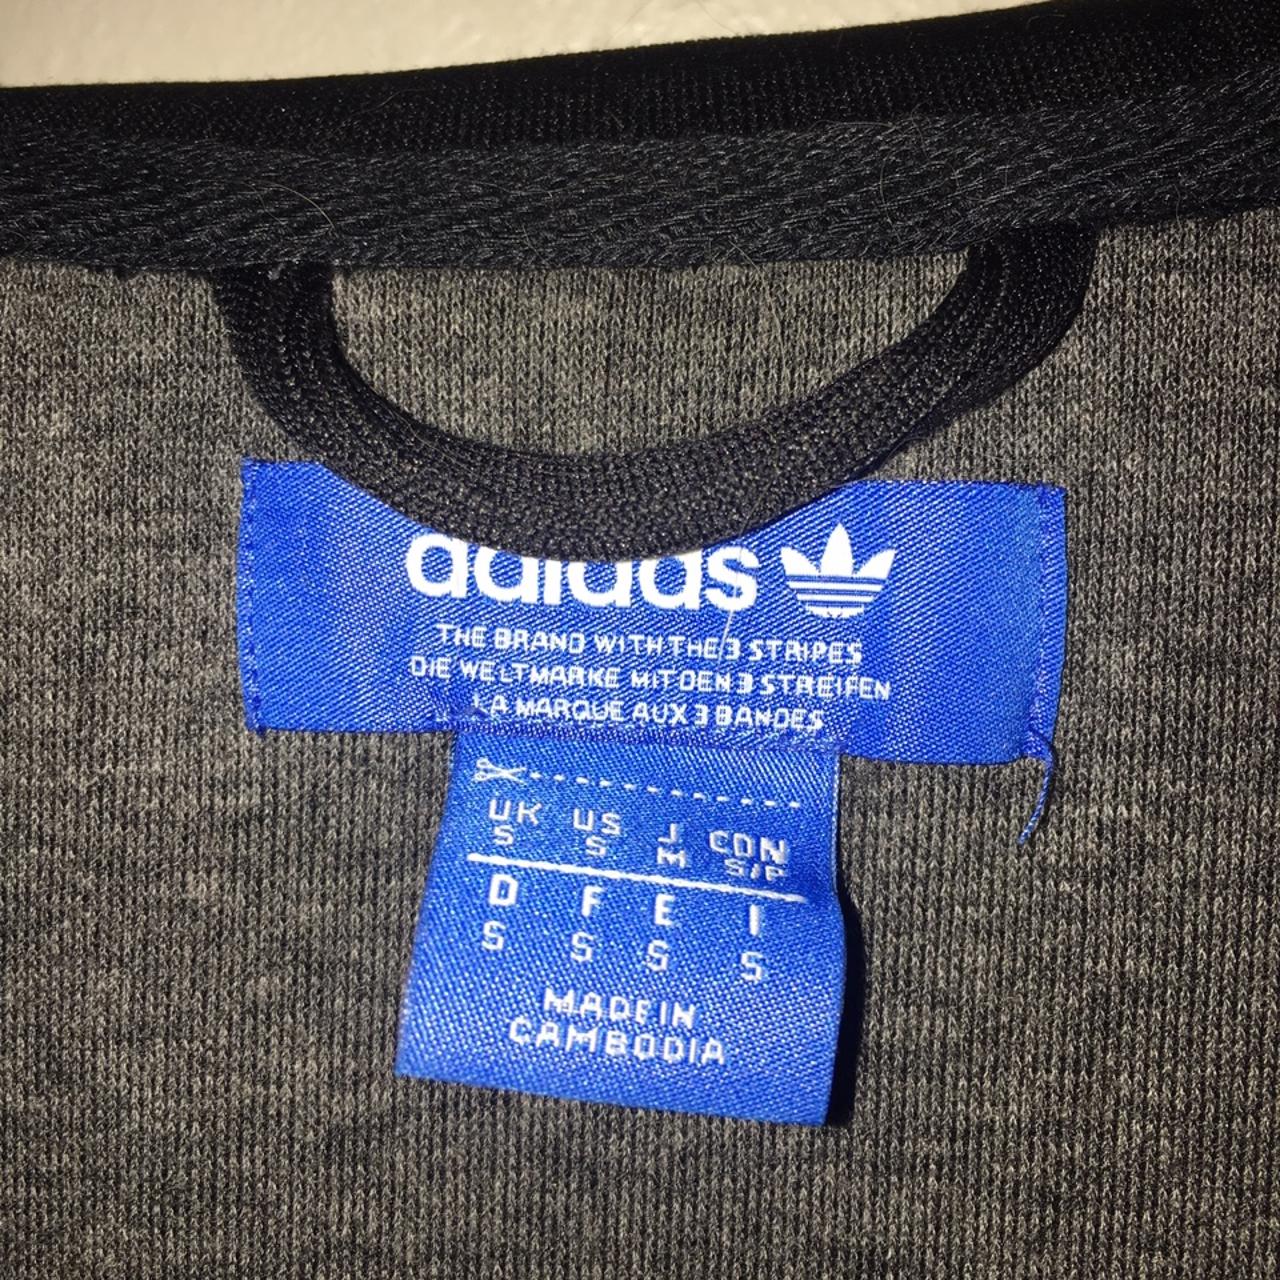 adidas
THE BRAND WITH THE 3 STRIPES
DIE WELTMARKE MIT DEN 3 STREIFEN
LA MARQUE AUX 3 BANDES
UK US J CDN
S S M S/P
D F E I
S S S S
MADE IN
CAMBODIA